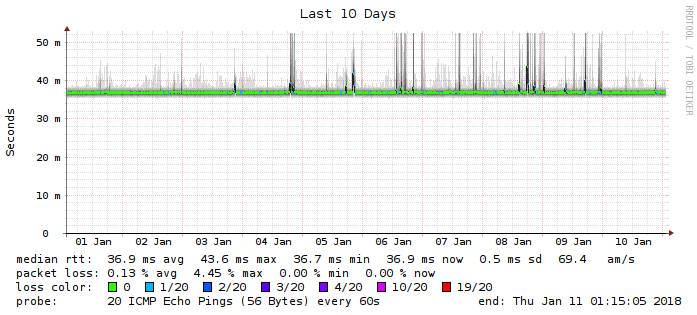 Last 10 Days
RRDTOOL / TOBI OETIKER
Seconds
50 m
40 m
30 m
20 m
10 m
0
01 Jan 02 Jan 03 Jan 04 Jan 05 Jan 06 Jan 07 Jan 08 Jan 09 Jan 10 Jan
median rtt: 36.9 ms avg 43.6 ms max 36.7 ms min 36.9 ms now 0.5 ms sd 69.4 am/s
packet loss: 0.13 % avg 4.45 % max 0.00 % min 0.00 % now
loss color: 0 1/20 2/20 3/20 4/20 10/20 19/20
probe: 20 ICMP Echo Pings (56 Bytes) every 60s end: Thu Jan 11 01:15:05 2018